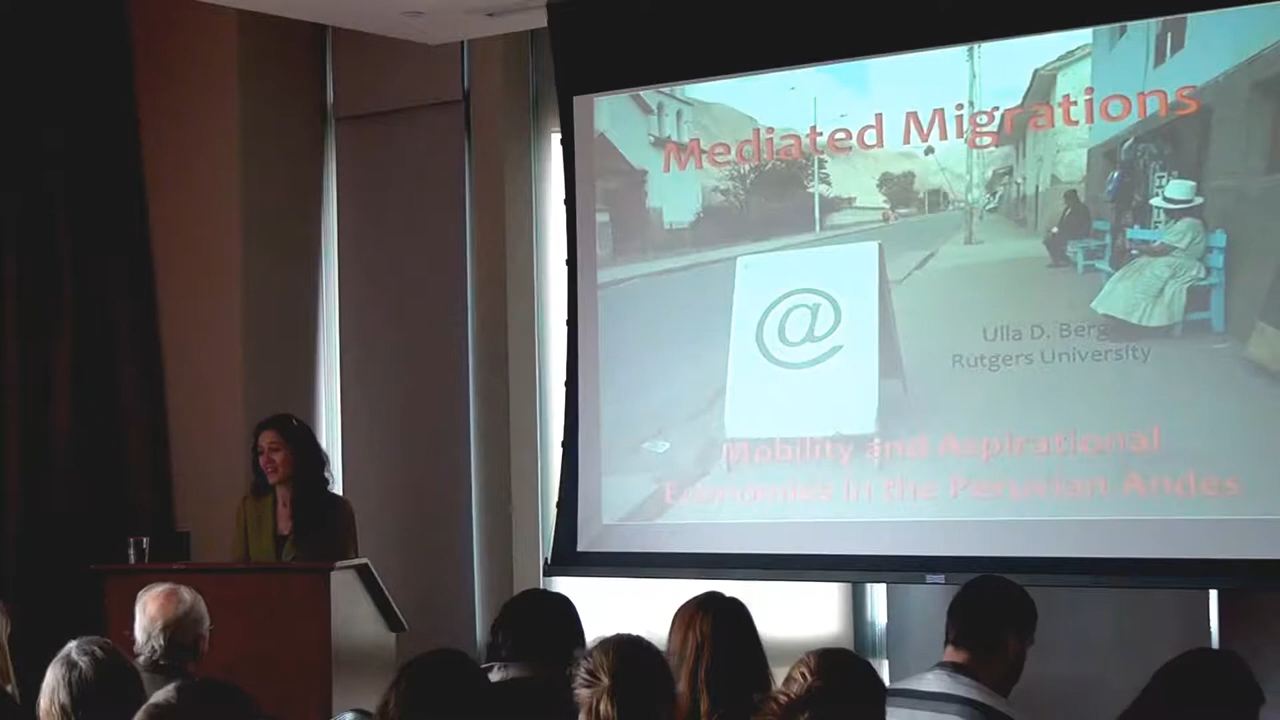 Mediated Migrations
@
Ulla D. Berg
Rutgers University
Mobility and Aspirational
Economies in the Peruvian Andes